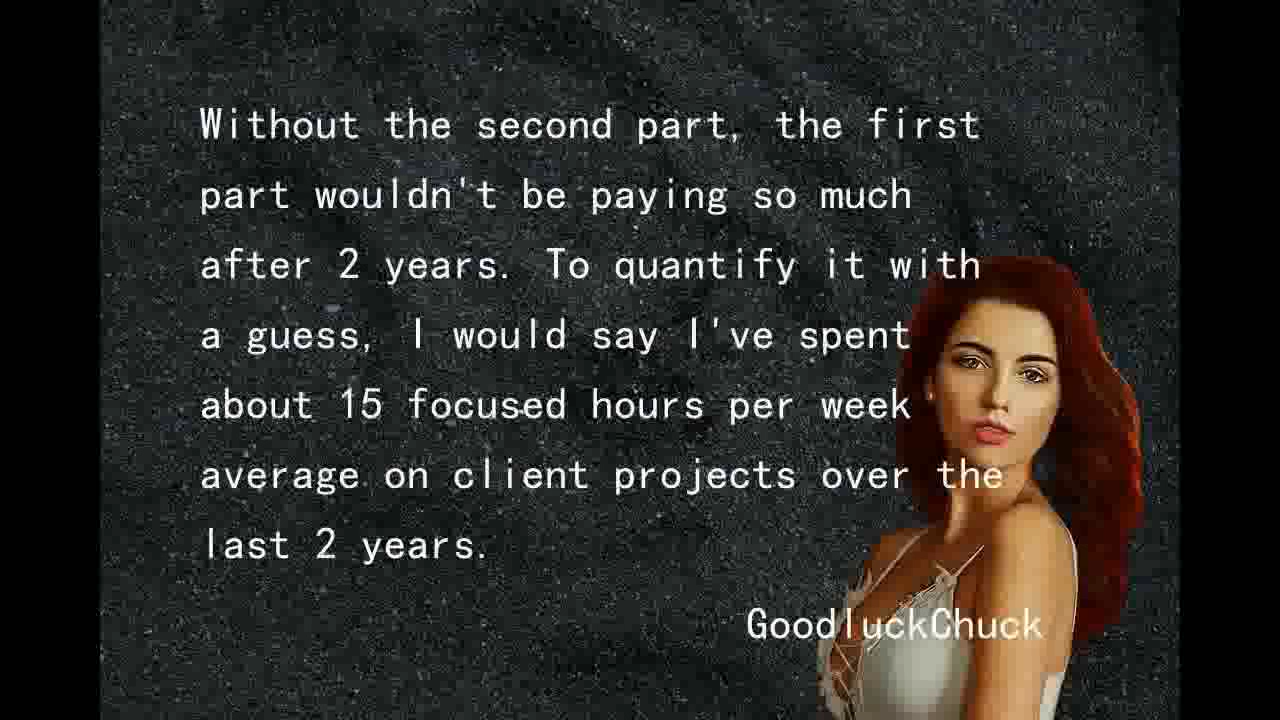 Without the second part, the first
part wouldn't be paying so much
after 2 years. To quantify it with
a guess, I would say I've spent
about 15 focused hours per week
average on client projects over the
last 2 years.
GoodluckChuck